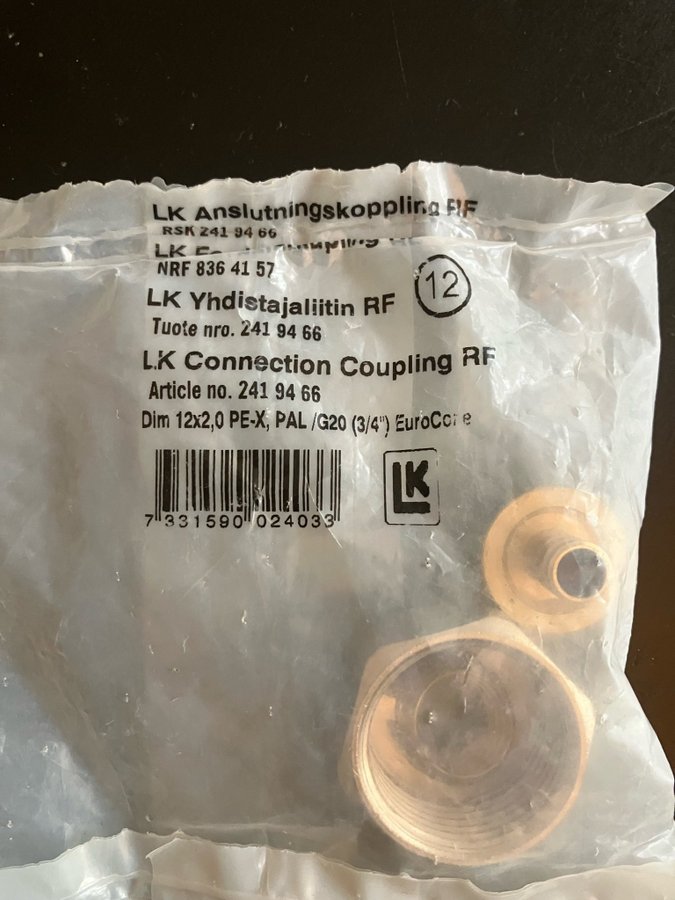 LK Anslutningskoppling RF
RSK 241 94 66
LK
NRF 836 41 57
12
LK Yhdistajaliitin RF
Tuote nro. 241 94 66
LK Connection Coupling RF
Article no. 241 94 66
Dim 12x2,0 PE-X, PAL /G20 (3/4") EuroCone
7 331590 024033
LK